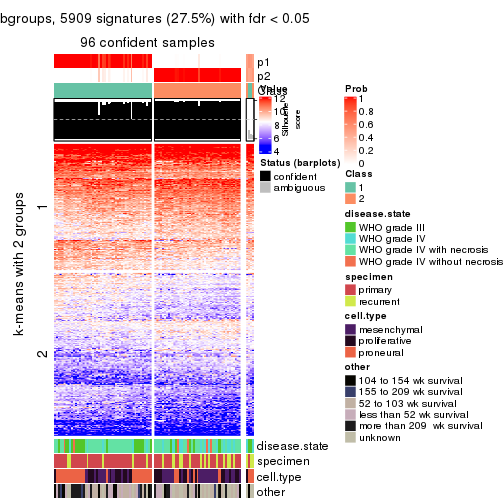 bgroups, 5909 signatures (27.5%) with fdr < 0.05
96 confident samples
p1
p2
Class
Silhouette
score
k-means with 2 groups
1
2
disease.state
specimen
cell.type
other
Value
12
10
8
6
4
Status (barplots)
confident
ambiguous
Prob
1
0.8
0.6
0.4
0.2
0
Class
1
2
disease.state
WHO grade III
WHO grade IV
WHO grade IV with necrosis
WHO grade IV without necrosis
specimen
primary
recurrent
cell.type
mesenchymal
proliferative
proneural
other
104 to 154 wk survival
155 to 209 wk survival
52 to 103 wk survival
less than 52 wk survival
more than 209  wk survival
unknown